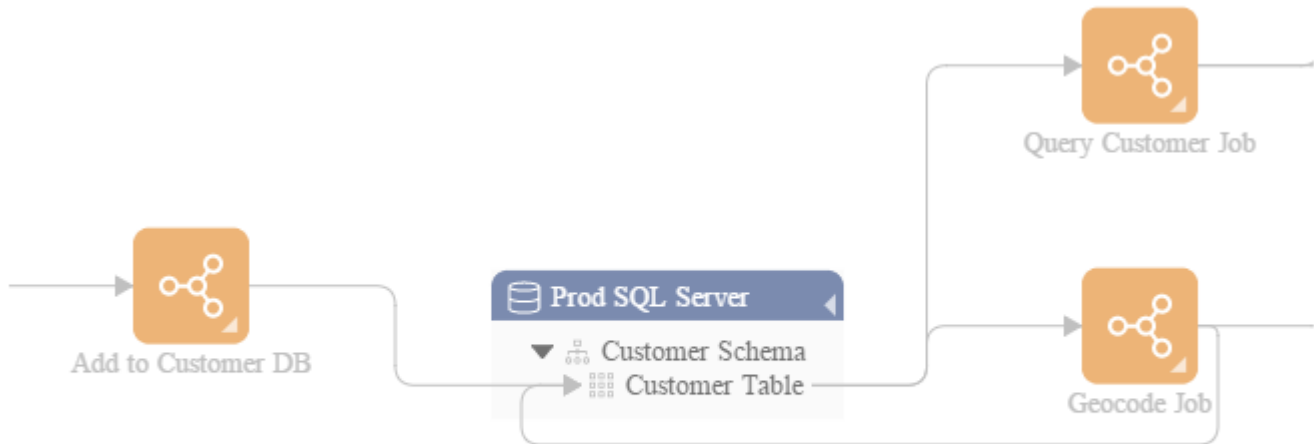 Query Customer Job
Prod SQL Server
Add to Customer DB
Customer Schema
Customer Table
Geocode Job